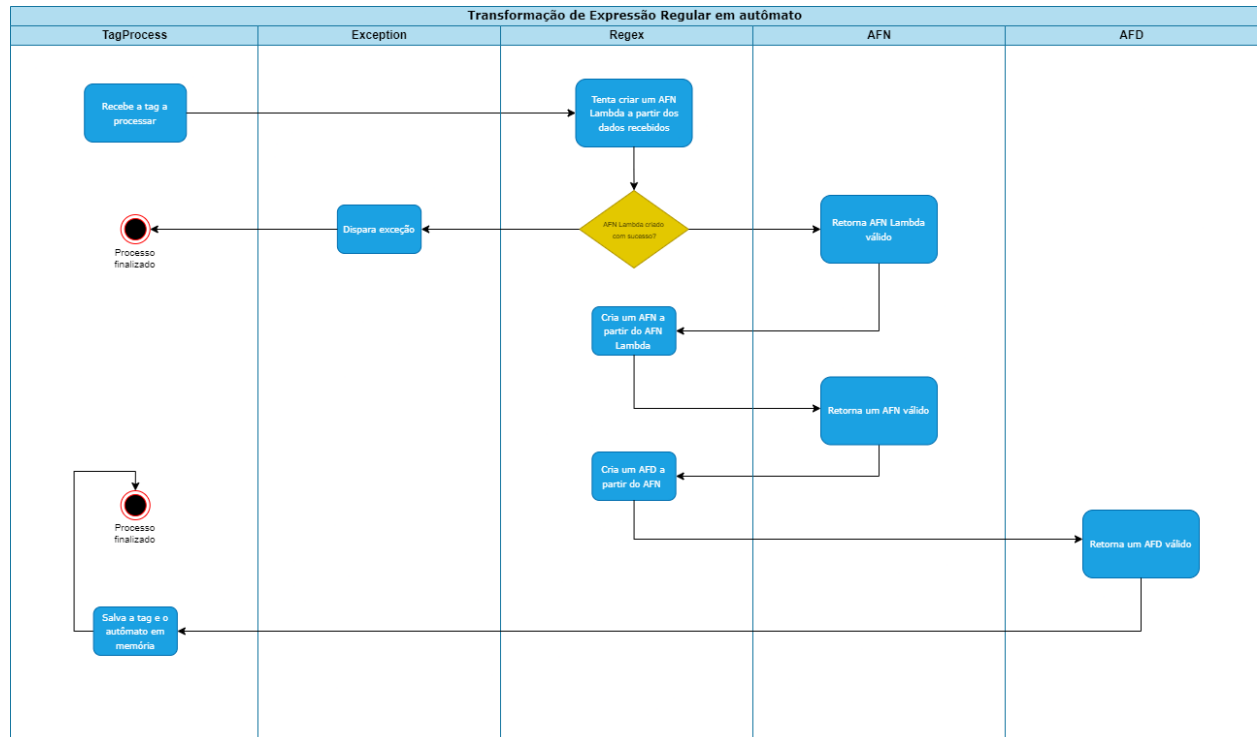 Transformação de Expressão Regular em autômato
TagProcess
Exception
Regex
AFN
AFD
Recebe a tag a
processar
Tenta criar um AFN
Lambda a partir dos
dados recebidos
Processo
finalizado
Dispara exceção
AFN Lambda criado
com sucesso?
Retorna AFN Lambda
válido
Cria um AFN a
partir do AFN
Lambda
Retorna um AFN válido
Cria um AFD a
partir do AFN
Processo
finalizado
Retorna um AFD válido
Salva a tag e o
autômato em
memória